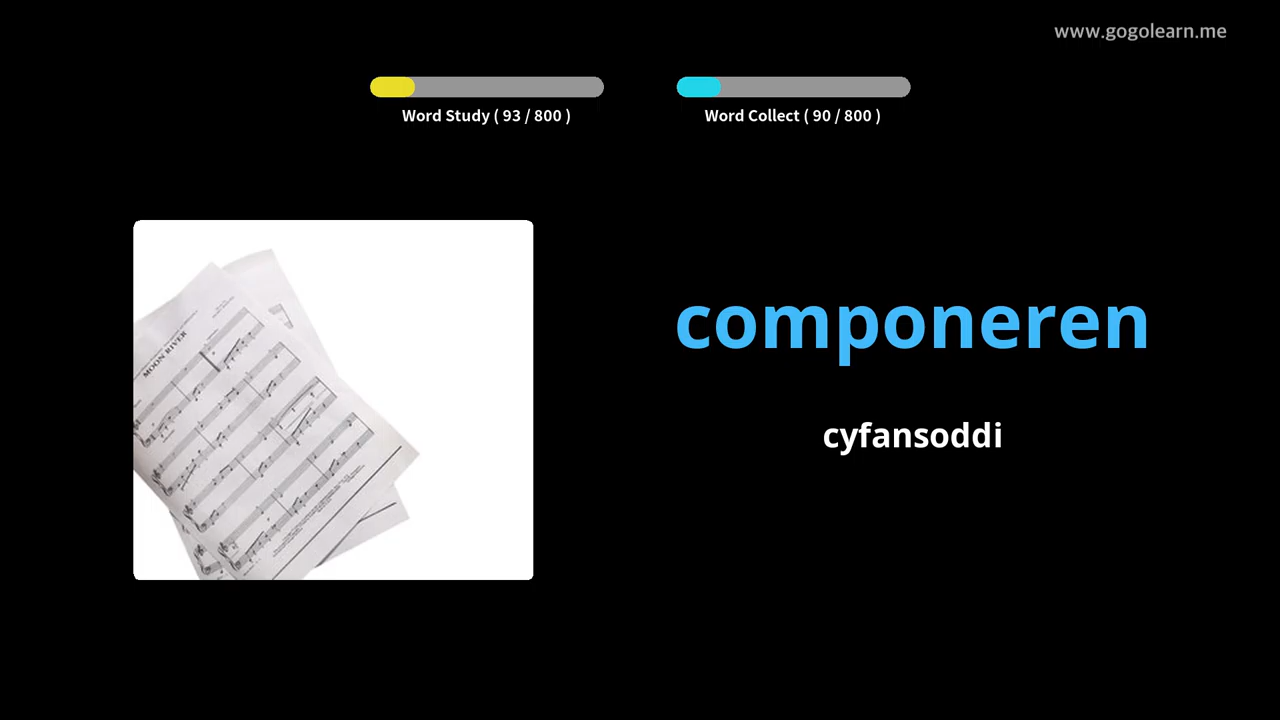 www.gogolearn.me
Word Study ( 93 / 800 )
Word Collect ( 90 / 800 )
MOON RIVER
componeren
cyfansoddi